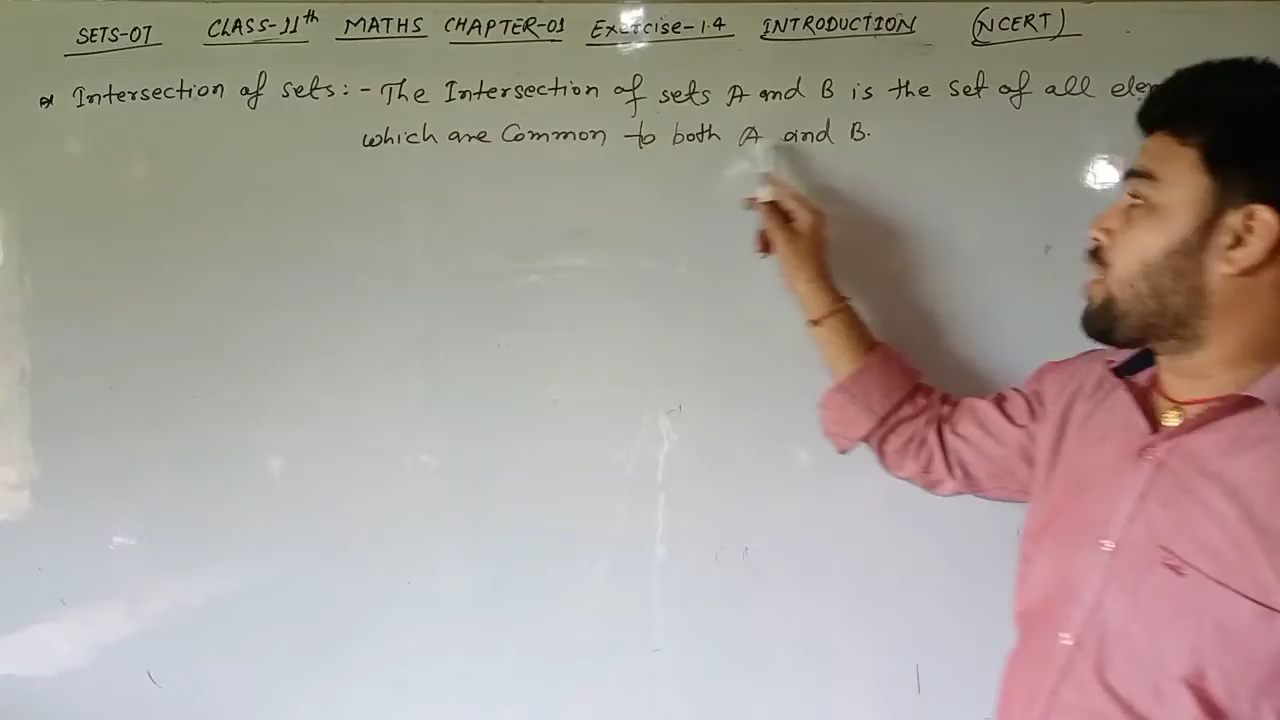 SETS-07 CLASS-11th MATHS CHAPTER-01 Exercise-1.4 INTRODUCTION (NCERT)
Intersection of sets:- The Intersection of sets A and B is the set of all
which are Common to both A and B.